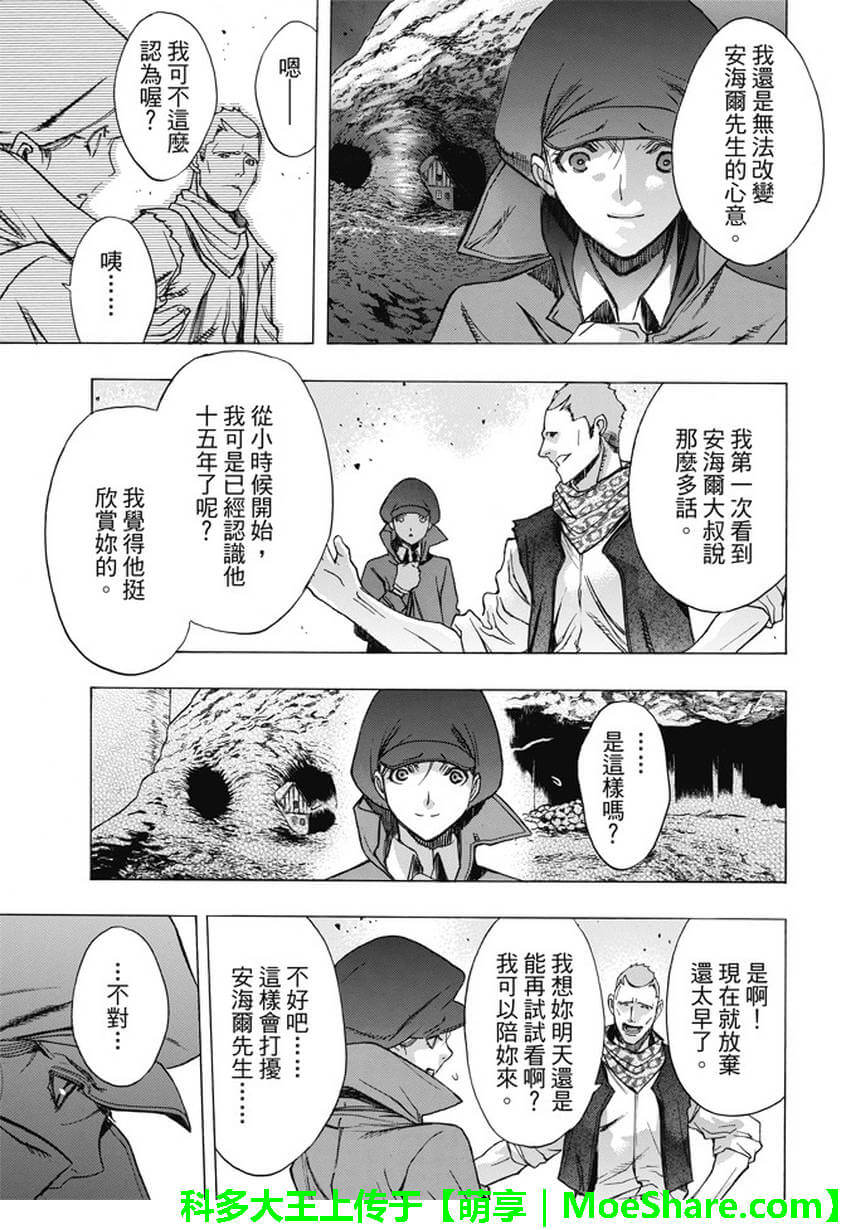 我還是無法改變
安海爾先生的心意。
嗯——
我可不這麼
認為喔？
咦……
我第一次看到
安海爾大叔說
那麼多話。
從小時候開始，
我可是已經認識他
十五年了呢？
我覺得他挺
欣賞妳的。
……
是這樣嗎？
是啊！
現在就放棄
還太早了。
我想妳明天還是
能再試試看啊？
我可以陪妳來。
不好吧……
這樣會打擾
安海爾先生……
…不對…
科多大王上传于【萌享｜MoeShare.com】